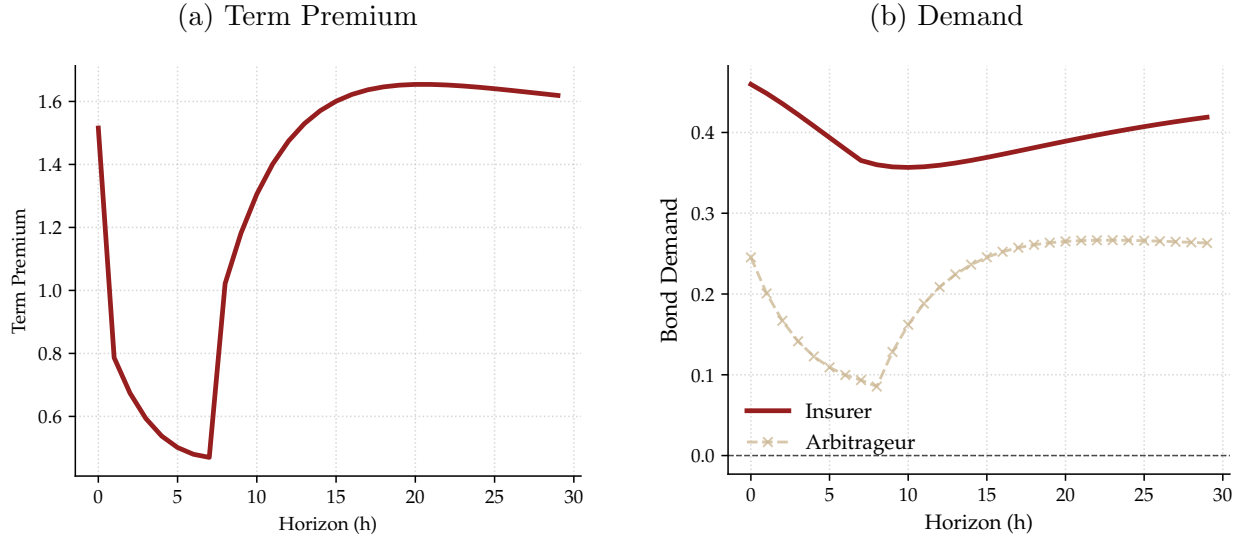 (a) Term Premium
1.6
1.4
1.2
1.0
0.8
0.6
Term Premium
0 5 10 15 20 25 30
Horizon (h)
(b) Demand
0.4
0.3
0.2
0.1
0.0
Bond Demand
Insurer
Arbitrageur
0 5 10 15 20 25 30
Horizon (h)